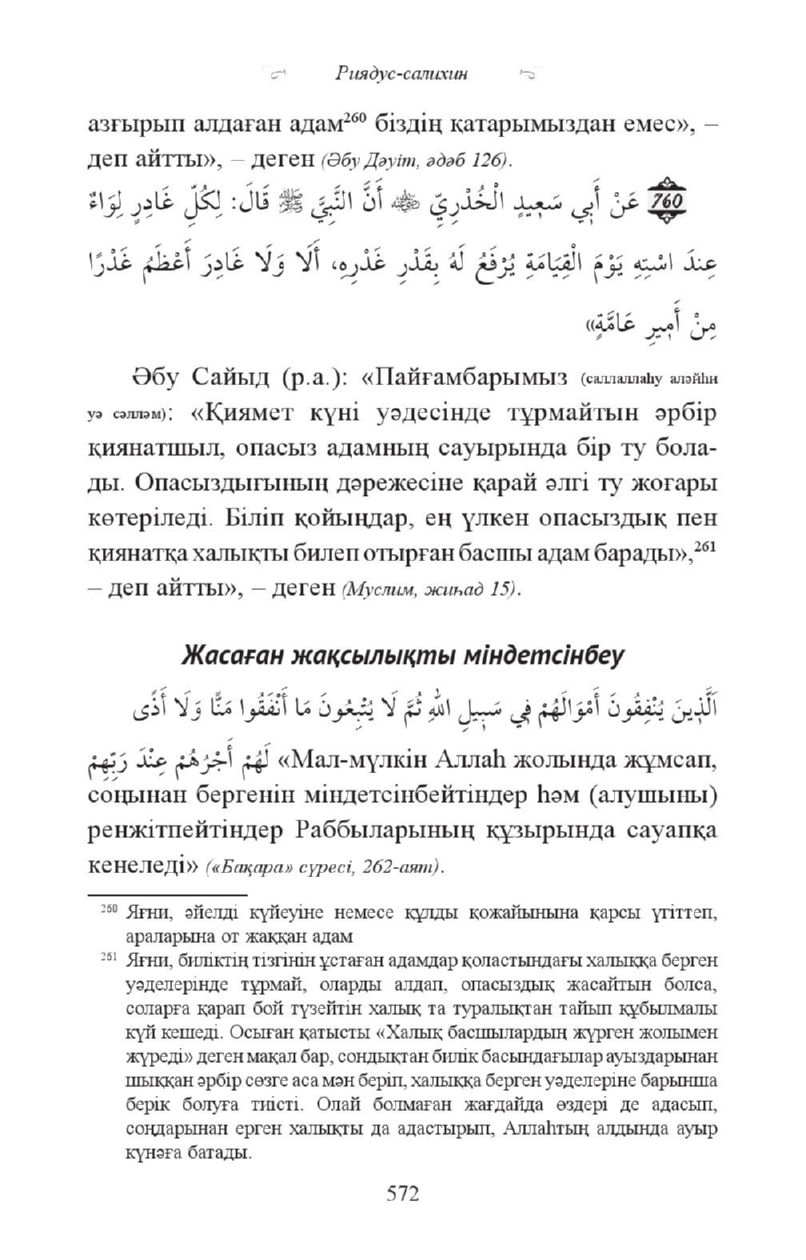 Риядус-салихин
азғырып алдаған адам²⁶⁰ біздің қатарымыздан емес», –
деп айтты», – деген (Әбу Дәуіт, әдәб 126).
760 عَنْ أَبِي سَعِيدٍ الْخُدْرِيِّ ﷺ أَنَّ النَّبِيَّ ﷺ قَالَ: لِكُلِّ غَادِرٍ لِوَاءٌ
عِندَ اسْتِهِ يَوْمَ الْقِيَامَةِ يُرْفَعُ لَهُ بِقَدْرِ غَدْرِهِ، أَلَا وَلَا غَادِرَ أَعْظَمُ غَدْرًا
مِنْ أَمِيرِ عَامَّةٍ»
Әбу Сайыд (р.а.): «Пайғамбарымыз (саллаллаһу аләйһи
уә сәлләм): «Қиямет күні уәдесінде тұрмайтын әрбір
қиянатшыл, опасыз адамның сауырында бір ту бола-
ды. Опасыздығының дәрежесіне қарай әлгі ту жоғары
көтеріледі. Біліп қойыңдар, ең үлкен опасыздық пен
қиянатқа халықты билеп отырған басшы адам барады»,²⁶¹
– деп айтты», – деген (Муслим, жиһад 15).
Жасаған жақсылықты міндетсінбеу
اَلَّذِينَ يُنْفِقُونَ أَمْوَالَهُمْ فِي سَبِيلِ اللهِ ثُمَّ لَا يُتْبِعُونَ مَا أَنْفَقُوا مَنًّا وَلَا أَذًى
لَهُمْ أَجْرُهُمْ عِنْدَ رَبِّهِمْ «Мал-мүлкін Аллаһ жолында жұмсап,
соңынан бергенін міндетсінбейтіндер һәм (алушыны)
ренжітпейтіндер Раббыларының құзырында сауапқа
кенеледі» («Бақара» сүресі, 262-аят).
²⁶⁰ Яғни, әйелді күйеуіне немесе құлды қожайынына қарсы үгіттеп,
араларына от жаққан адам
²⁶¹ Яғни, биліктің тізгінін ұстаған адамдар қоластындағы халыққа берген
уәделерінде тұрмай, оларды алдап, опасыздық жасайтын болса,
соларға қарап бой түзейтін халық та туралықтан тайып құбылмалы
күй кешеді. Осыған қатысты «Халық басшылардың жүрген жолымен
жүреді» деген мақал бар, сондықтан билік басындағылар ауыздарынан
шыққан әрбір сөзге аса мән беріп, халыққа берген уәделеріне барынша
берік болуға тиісті. Олай болмаған жағдайда өздері де адасып,
соңдарынан ерген халықты да адастырып, Аллаһтың алдында ауыр
күнәға батады.
572